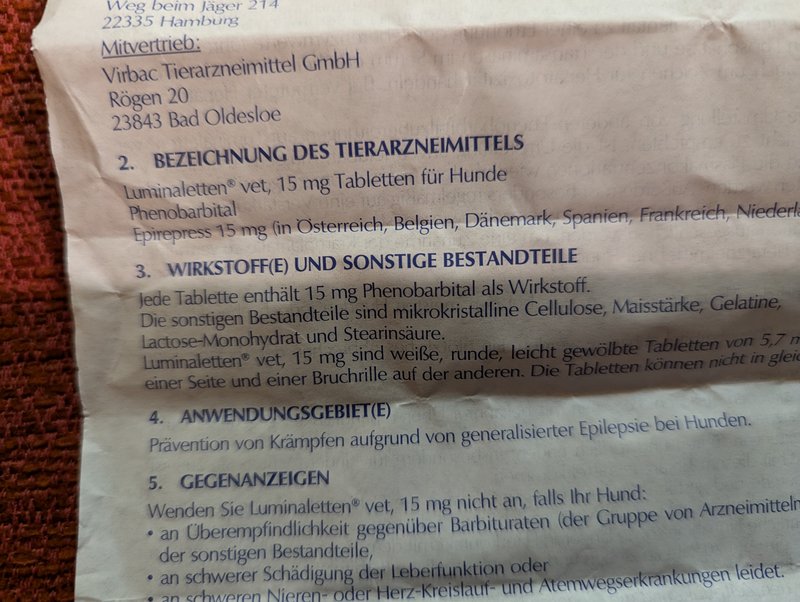 Weg beim Jäger 214
22335 Hamburg
Mitvertrieb:
Virbac Tierarzneimittel GmbH
Rögen 20
23843 Bad Oldesloe
2. BEZEICHNUNG DES TIERARZNEIMITTELS
Luminaletten® vet, 15 mg Tabletten für Hunde
Phenobarbital
Epirepress 15 mg (in Österreich, Belgien, Dänemark, Spanien, Frankreich, Niederla
3. WIRKSTOFF(E) UND SONSTIGE BESTANDTEILE
Jede Tablette enthält 15 mg Phenobarbital als Wirkstoff.
Die sonstigen Bestandteile sind mikrokristalline Cellulose, Maisstärke, Gelatine,
Lactose-Monohydrat und Stearinsäure.
Luminaletten® vet, 15 mg sind weiße, runde, leicht gewölbte Tabletten von 5,7 m
einer Seite und einer Bruchrille auf der anderen. Die Tabletten können nicht in gleic
4. ANWENDUNGSGEBIET(E)
Prävention von Krämpfen aufgrund von generalisierter Epilepsie bei Hunden.
5. GEGENANZEIGEN
Wenden Sie Luminaletten® vet, 15 mg nicht an, falls Ihr Hund:
• an Überempfindlichkeit gegenüber Barbituraten (der Gruppe von Arzneimitteln
der sonstigen Bestandteile,
• an schwerer Schädigung der Leberfunktion oder
• an schweren Nieren- oder Herz-Kreislauf- und Atemwegserkrankungen leidet.